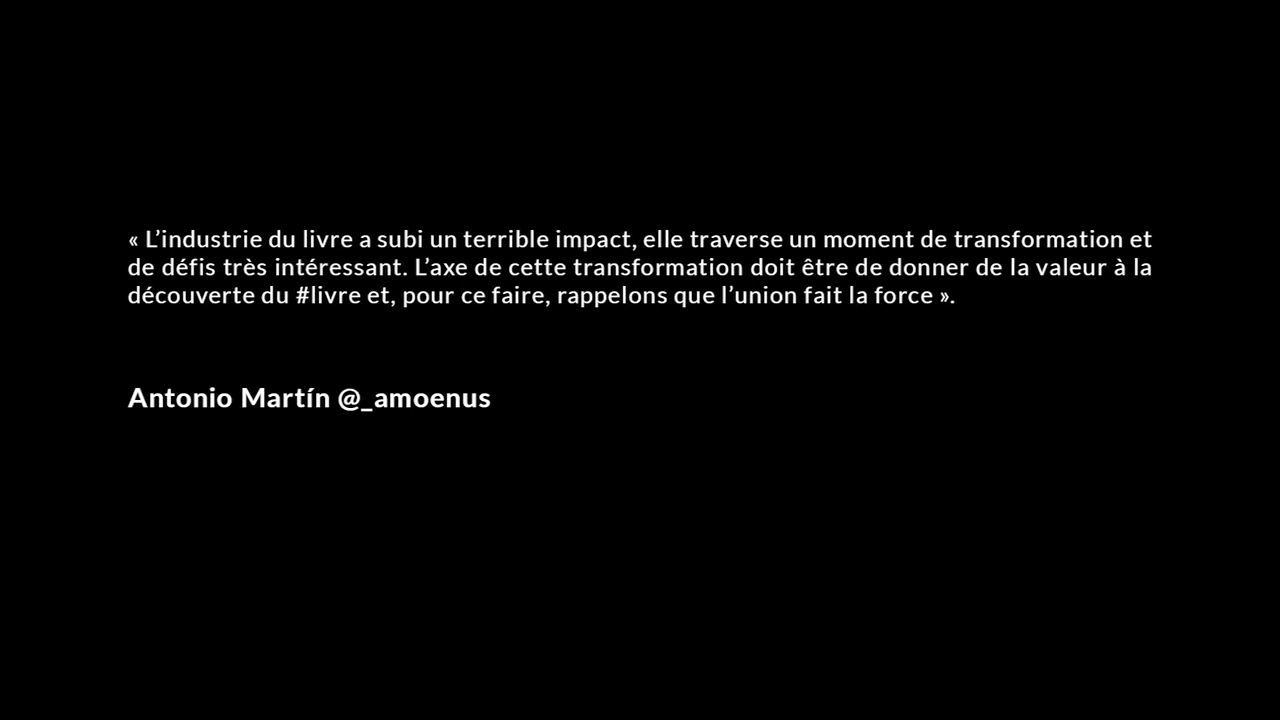 « L’industrie du livre a subi un terrible impact, elle traverse un moment de transformation et
de défis très intéressant. L’axe de cette transformation doit être de donner de la valeur à la
découverte du #livre et, pour ce faire, rappelons que l’union fait la force ».
Antonio Martín @_amoenus